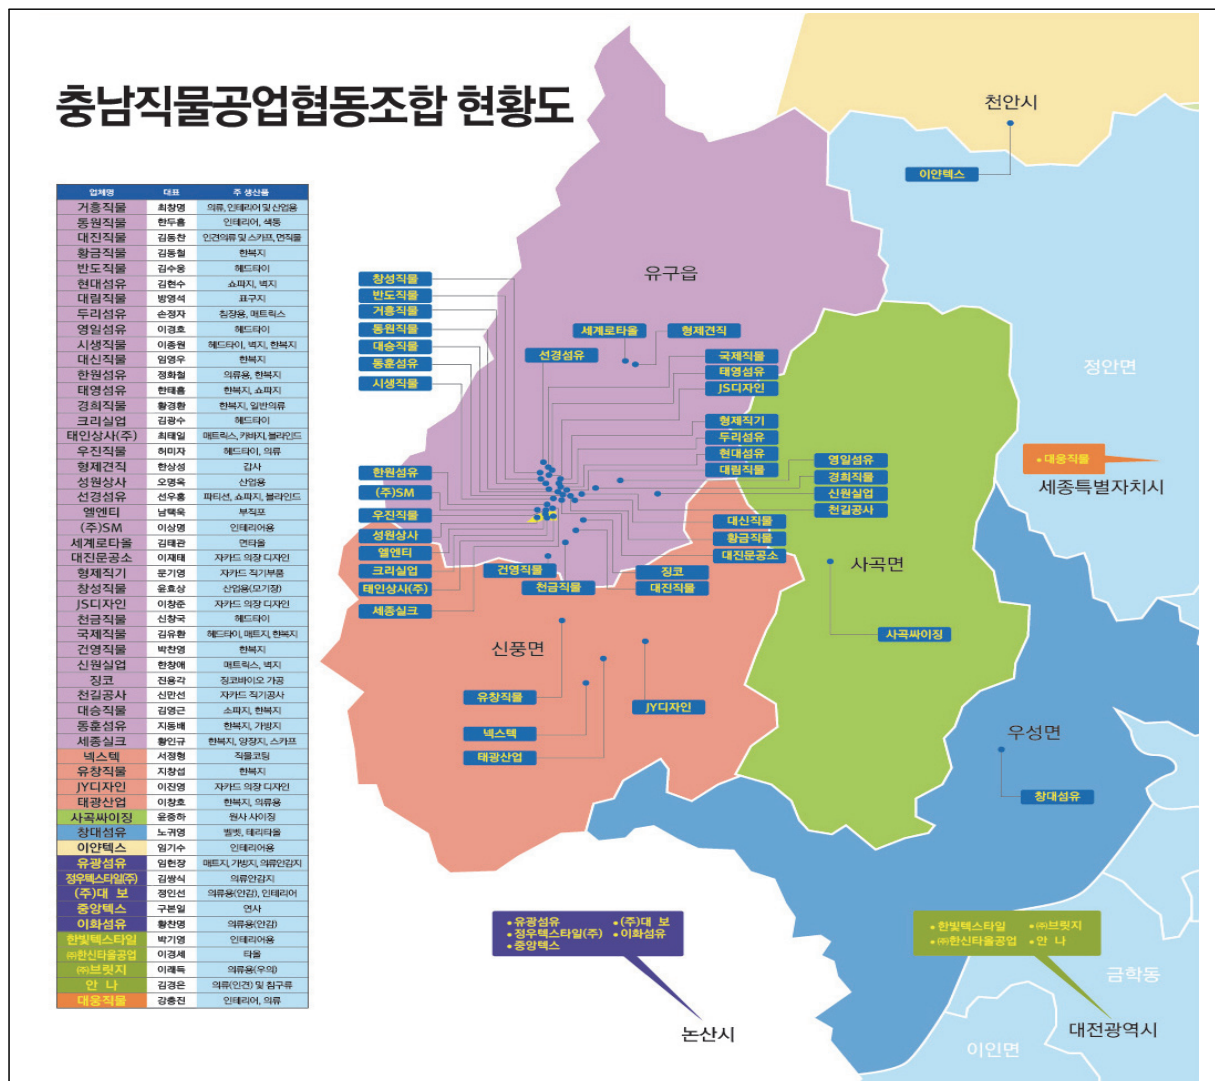 충남직물공업협동조합 현황도
업체명 대표 주 생산품
거흥직물 최창명 의류, 인테리어 및 산업용
동원직물 한두흠 인테리어, 색동
대진직물 김동찬 인견의류 및 스카프, 면직물
황금직물 김동철 한복지
반도직물 김수웅 헤드타이
현대섬유 김현수 쇼파지, 벽지
대림직물 방영석 표구지
두리섬유 손정자 침장용, 매트릭스
영일섬유 이경호 헤드타이
시생직물 이종원 헤드타이, 벽지, 한복지
대신직물 임영우 한복지
한원섬유 정화철 의류용, 한복지
태영섬유 한태흠 한복지, 쇼파지
경희직물 황경환 한복지, 일반의류
크리실업 김광수 헤드타이
태인상사(주) 최태일 매트릭스, 카바지, 블라인드
우진직물 허미자 헤드타이, 의류
형제견직 한상성 갑사
성원상사 오명옥 산업용
선경섬유 선우홍 파티션, 쇼파지, 블라인드
엘엔티 남택욱 부직포
(주)SM 이상명 인테리어용
세계로타올 김태관 면타올
대진문공소 이재태 자카드 의장 디자인
형제직기 문기영 자카드 직기부품
창성직물 윤효상 산업용(모기장)
JS디자인 이창준 자카드 의장 디자인
천금직물 신창국 헤드타이
국제직물 김유환 헤드타이, 매트지, 한복지
건영직물 박찬영 한복지
신원실업 한창애 매트릭스, 벽지
징코 전용각 징코바이오 가공
천길공사 신만선 자카드 직기공사
대승직물 김영근 소파지, 한복지
동훈섬유 지동배 한복지, 가방지
세종실크 황인규 한복지, 양장지, 스카프
넥스텍 서정형 직물코팅
유창직물 지창섭 한복지
JY디자인 이진영 자카드 의장 디자인
태광산업 이창호 한복지, 의류용
사곡싸이징 윤중하 원사 사이징
창대섬유 노귀영 벨벳, 테리타올
이얀텍스 임기수 인테리어용
유광섬유 임헌장 매트지, 가방지, 의류안감지
정우텍스타일(주) 김쌍식 의류안감지
(주)대 보 정인선 의류용(안감), 인테리어
중앙텍스 구본일 연사
이화섬유 황찬명 의류용(안감)
한빛텍스타일 박기영 인테리어용
㈜한신타올공업 이경세 타올
㈜브릿지 이래득 의류용(우의)
안 나 김경은 의류(인견) 및 침구류
대웅직물 강흥진 인테리어, 의류
천안시
이얀텍스
유구읍
창성직물
반도직물
거흥직물
동원직물
대승직물
동훈섬유
시생직물
세계로타올 형제견직
선경섬유
국제직물
태영섬유
JS디자인
형제직기
두리섬유
현대섬유
대림직물
정안면
대웅직물
세종특별자치시
영일섬유
경희직물
신원실업
천길공사
한원섬유
(주)SM
우진직물
성원상사
엘엔티
크리실업
태인상사(주)
세종실크
대신직물
황금직물
대진문공소
건영직물
천금직물
징코
대진직물
사곡면
사곡싸이징
신풍면
유창직물
넥스텍
태광산업
JY디자인
우성면
창대섬유
유광섬유 (주)대 보
정우텍스타일(주) 이화섬유
중앙텍스
논산시
한빛텍스타일 ㈜브릿지
㈜한신타올공업 안 나
대전광역시
금학동
이인면